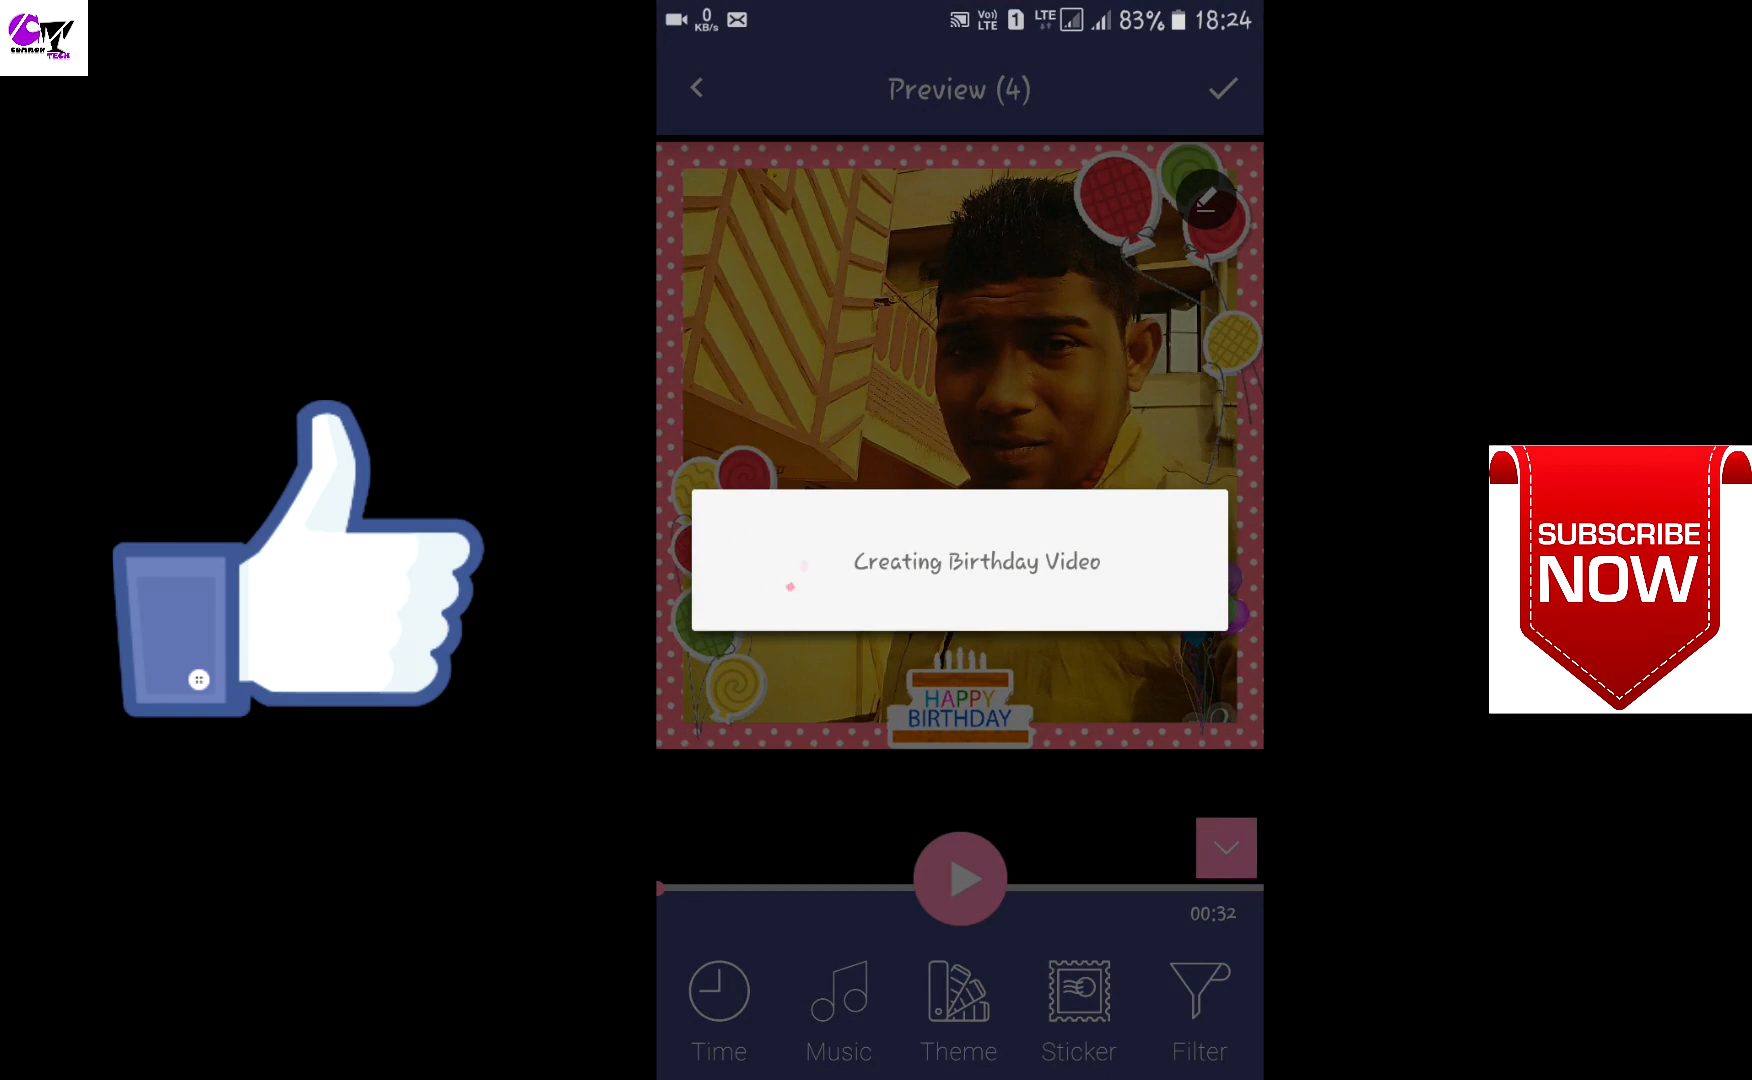 TECH
0
KB/s
Vo))
LTE
1
LTE
83%
18:24
Preview (4)
Creating Birthday Video
HAPPY
BIRTHDAY
SUBSCRIBE
NOW
00:32
Time
Music
Theme
Sticker
Filter